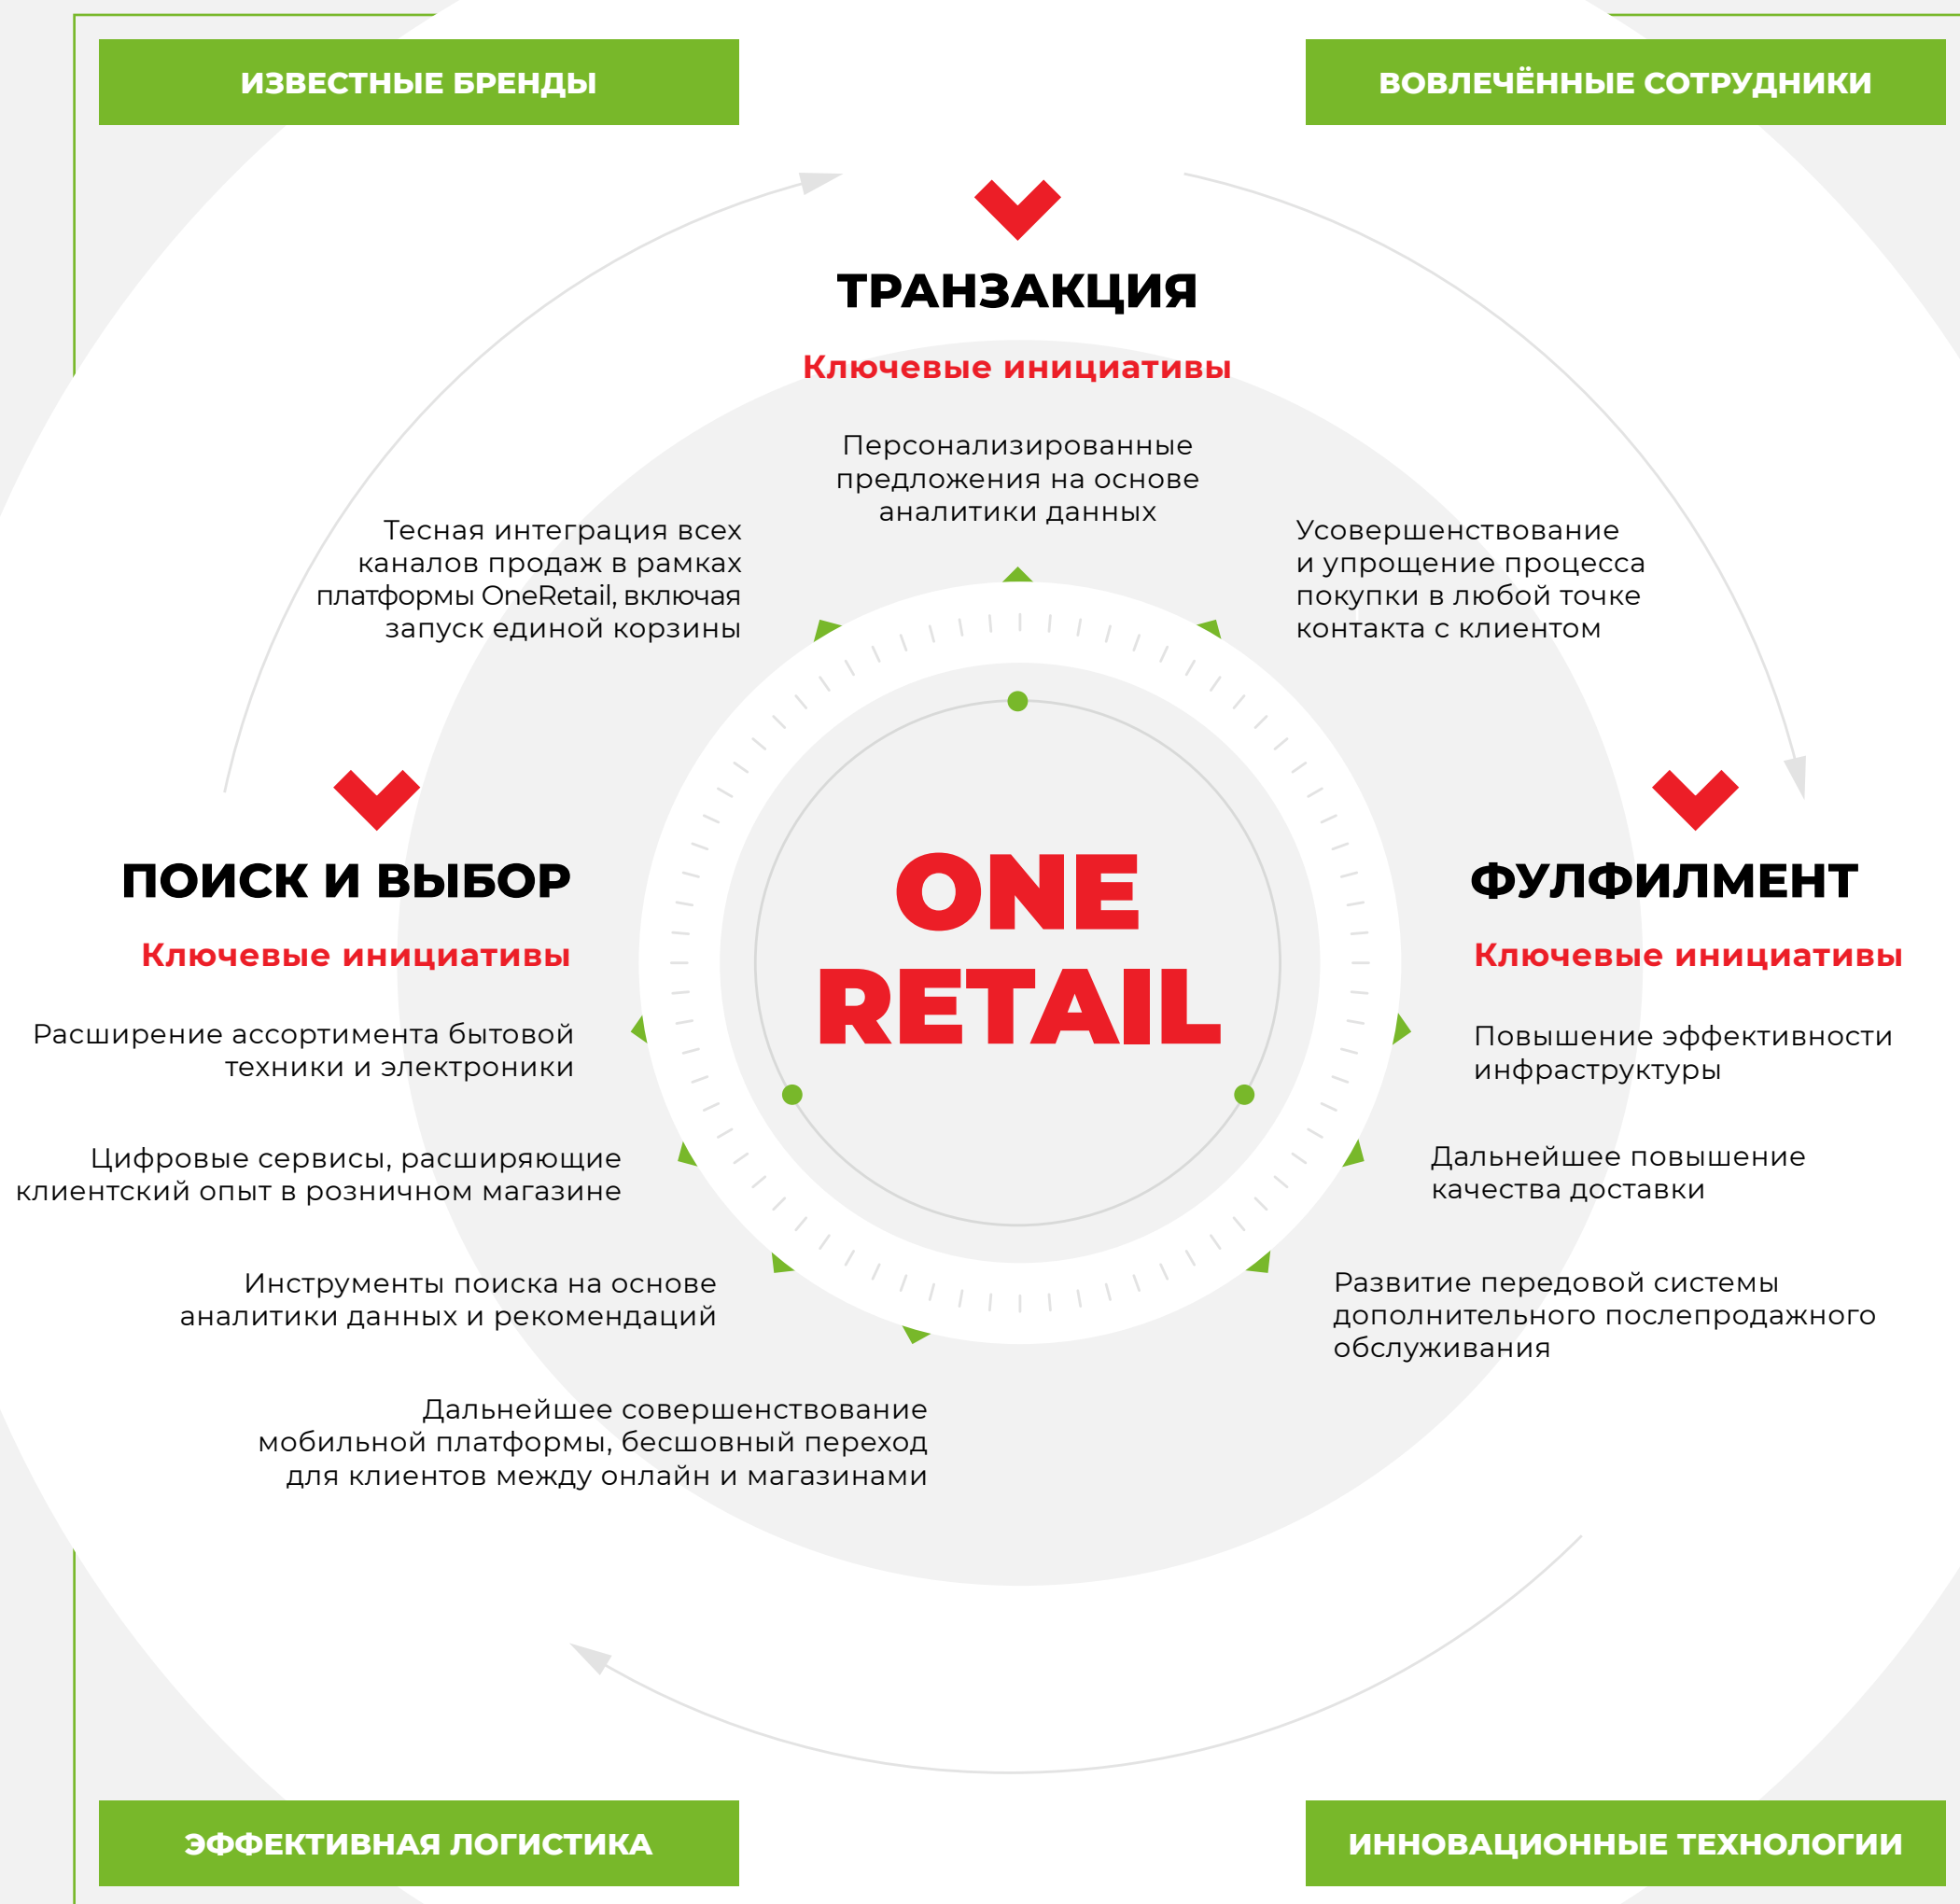 ИЗВЕСТНЫЕ БРЕНДЫ
ВОВЛЕЧЁННЫЕ СОТРУДНИКИ
ТРАНЗАКЦИЯ
Ключевые инициативы
Персонализированные
предложения на основе
аналитики данных
Тесная интеграция всех
каналов продаж в рамках
платформы OneRetail, включая
запуск единой корзины
Усовершенствование
и упрощение процесса
покупки в любой точке
контакта с клиентом
ПОИСК И ВЫБОР
Ключевые инициативы
Расширение ассортимента бытовой
техники и электроники
Цифровые сервисы, расширяющие
клиентский опыт в розничном магазине
Инструменты поиска на основе
аналитики данных и рекомендаций
Дальнейшее совершенствование
мобильной платформы, бесшовный переход
для клиентов между онлайн и магазинами
ONE
RETAIL
ФУЛФИЛМЕНТ
Ключевые инициативы
Повышение эффективности
инфраструктуры
Дальнейшее повышение
качества доставки
Развитие передовой системы
дополнительного послепродажного
обслуживания
ЭФФЕКТИВНАЯ ЛОГИСТИКА
ИННОВАЦИОННЫЕ ТЕХНОЛОГИИ